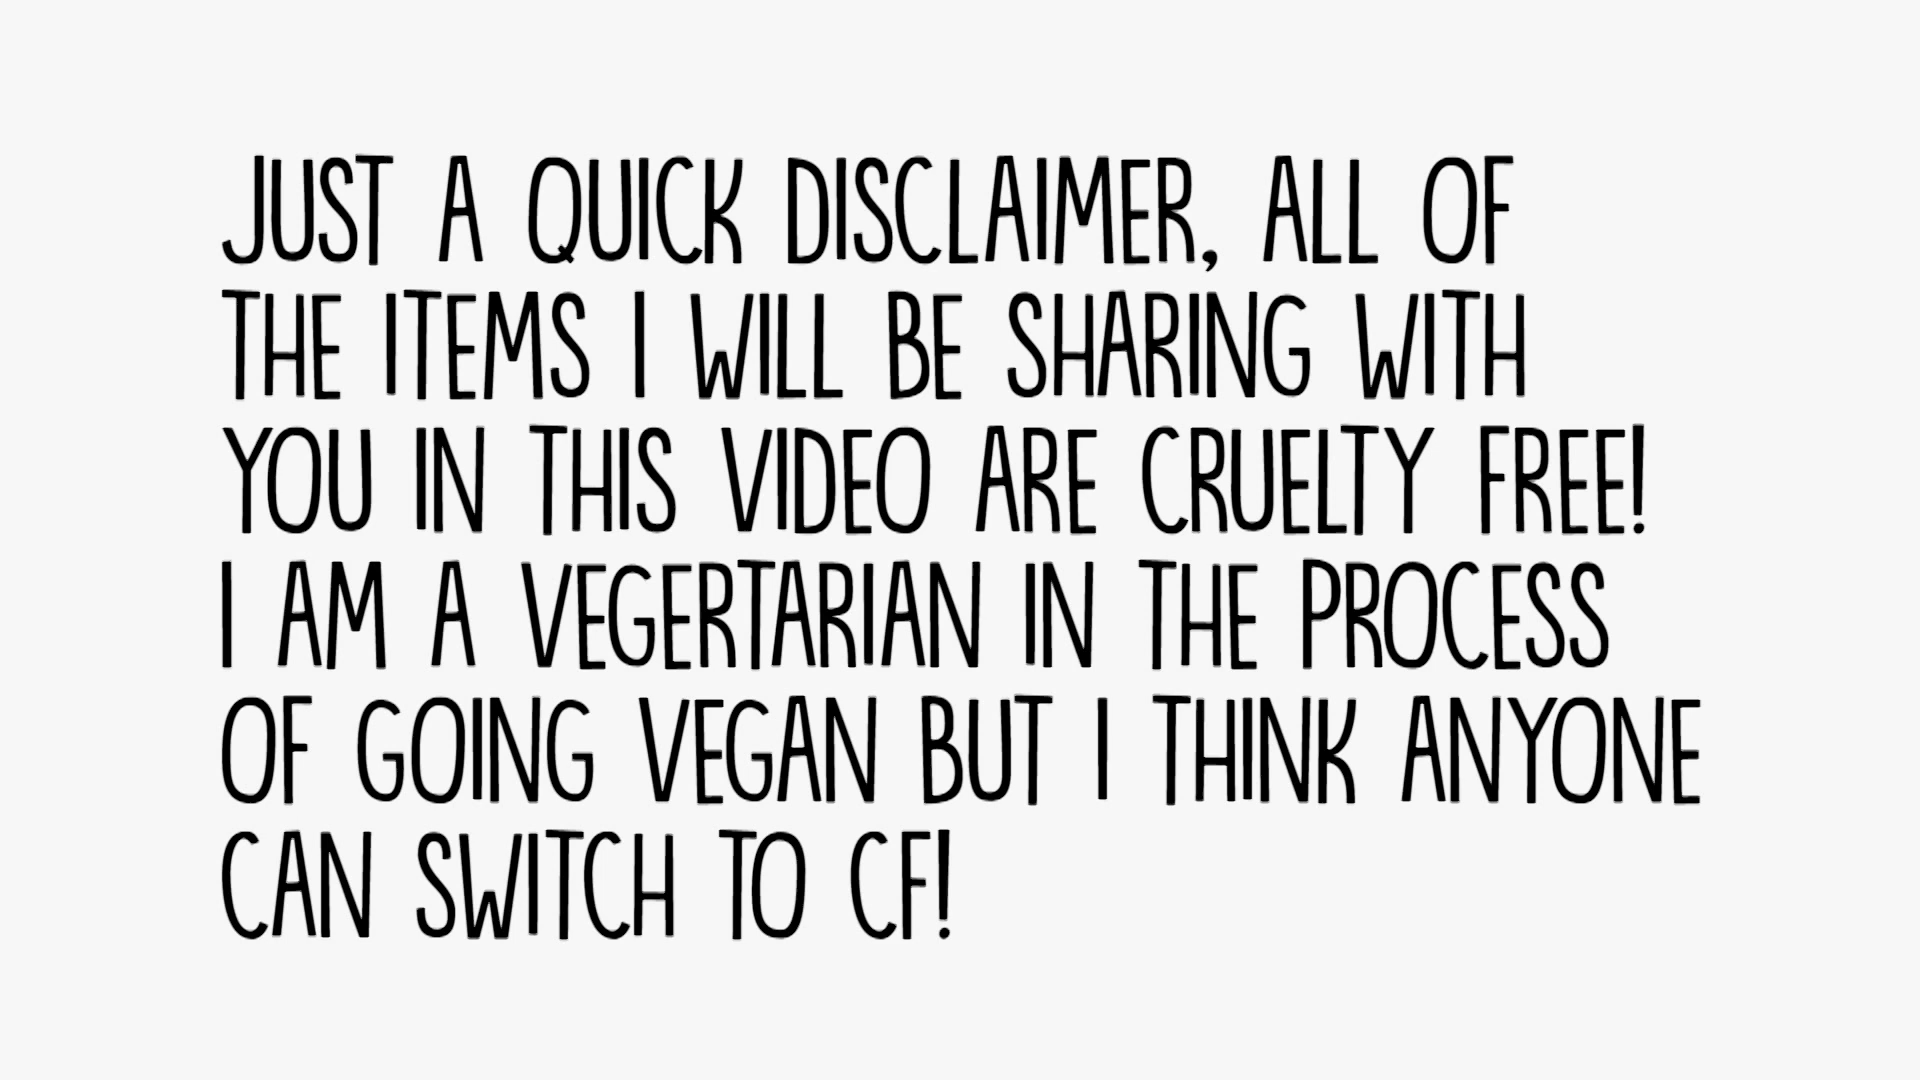 JUST A QUICK DISCLAIMER, ALL OF
THE ITEMS I WILL BE SHARING WITH
YOU IN THIS VIDEO ARE CRUELTY FREE!
I AM A VEGERTARIAN IN THE PROCESS
OF GOING VEGAN BUT I THINK ANYONE
CAN SWITCH TO CF!